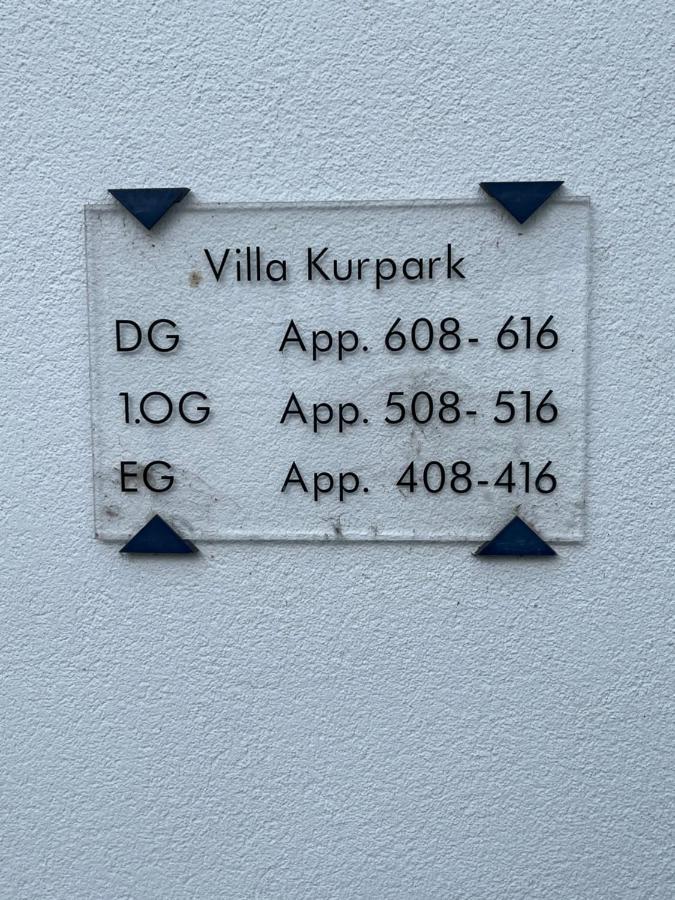 Villa Kurpark
DG App. 608- 616
1.OG App. 508- 516
EG App. 408-416